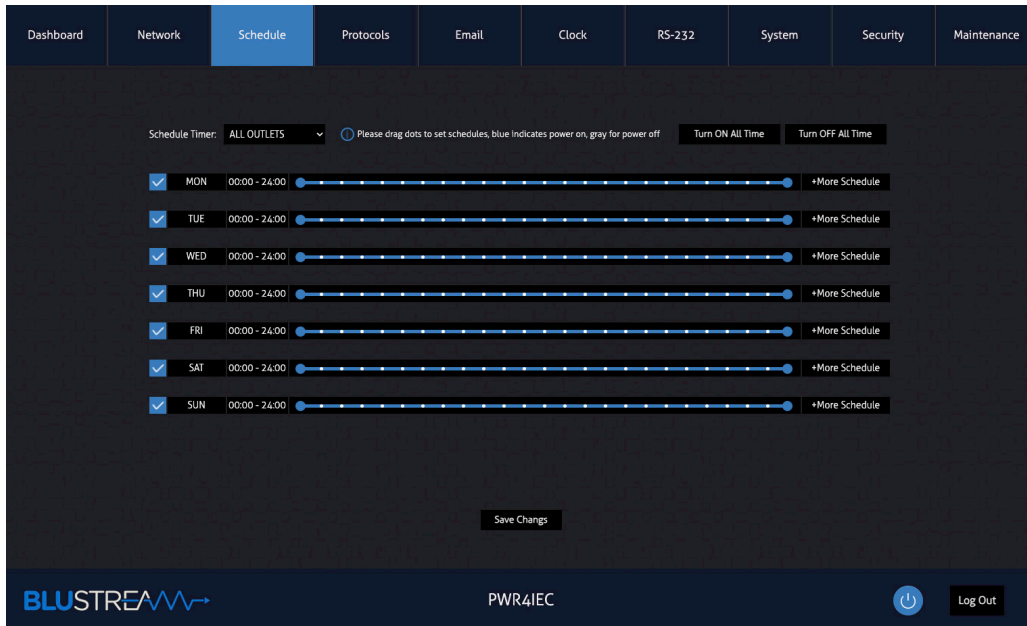 Dashboard Network Schedule Protocols Email Clock RS-232 System Security Maintenance
Schedule Timer: ALL OUTLETS Please drag dots to set schedules, blue indicates power on, gray for power off Turn ON All Time Turn OFF All Time
MON 00:00 - 24:00 +More Schedule
TUE 00:00 - 24:00 +More Schedule
WED 00:00 - 24:00 +More Schedule
THU 00:00 - 24:00 +More Schedule
FRI 00:00 - 24:00 +More Schedule
SAT 00:00 - 24:00 +More Schedule
SUN 00:00 - 24:00 +More Schedule
Save Changs
BLUSTREAM PWR4IEC Log Out